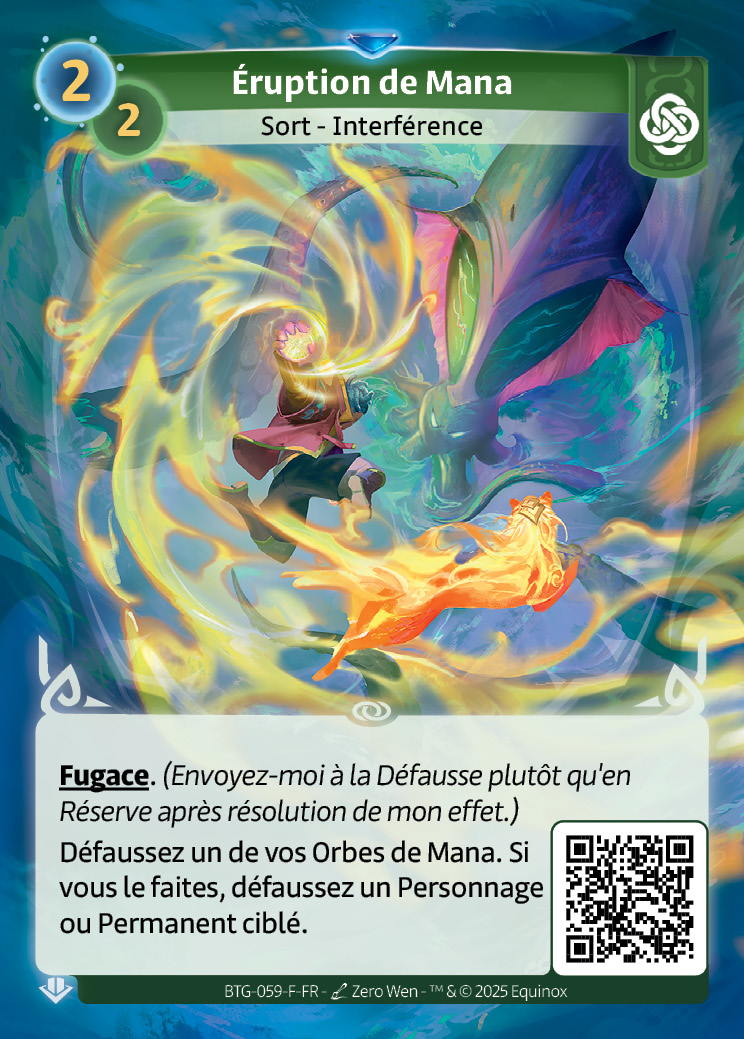 2
Éruption de Mana
2
Sort - Interférence
Fugace. (Envoyez-moi à la Défausse plutôt qu'en
Réserve après résolution de mon effet.)
Défaussez un de vos Orbes de Mana. Si
vous le faites, défaussez un Personnage
ou Permanent ciblé.
BTG-059-F-FR - Zero Wen - ™ & © 2025 Equinox